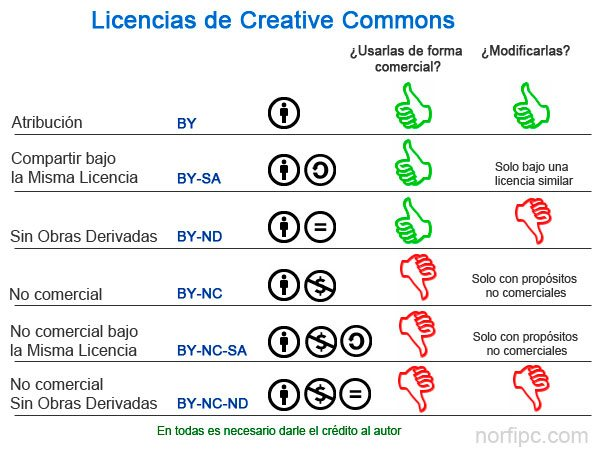 Licencias de Creative Commons
¿Usarlas de forma
comercial?
¿Modificarlas?
Atribución BY
Compartir bajo
la Misma Licencia BY-SA
Solo bajo una
licencia similar
Sin Obras Derivadas BY-ND
No comercial BY-NC
Solo con propósitos
no comerciales
No comercial bajo
la Misma Licencia BY-NC-SA
Solo con propósitos
no comerciales
No comercial
Sin Obras Derivadas BY-NC-ND
En todas es necesario darle el crédito al autor
norfipc.com